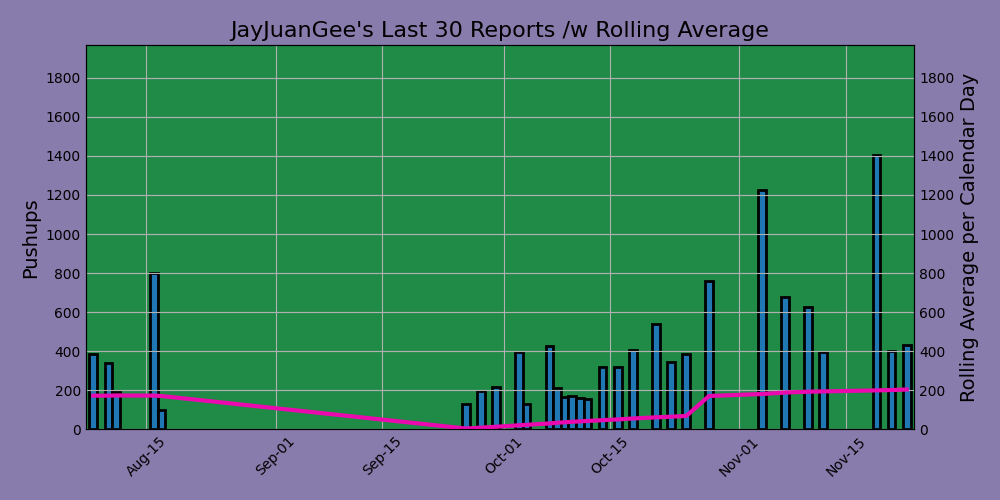 JayJuanGee's Last 30 Reports /w Rolling Average
Pushups
1800
1600
1400
1200
1000
800
600
400
200
0
1800
1600
1400
1200
1000
800
600
400
200
0
Rolling Average per Calendar Day
Aug-15
Sep-01
Sep-15
Oct-01
Oct-15
Nov-01
Nov-15